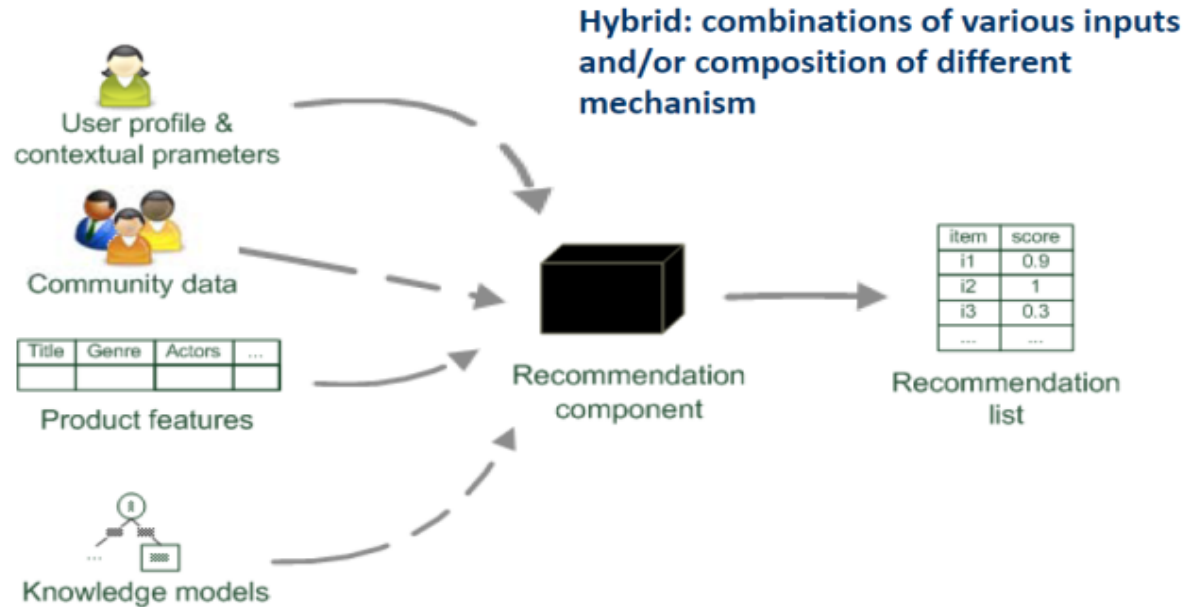 Hybrid: combinations of various inputs
and/or composition of different
mechanism
User profile &
contextual prameters
Community data
Title Genre Actors ...
Product features
...
Knowledge models
Recommendation
component
item score
i1 0.9
i2 1
i3 0.3
... ...
Recommendation
list